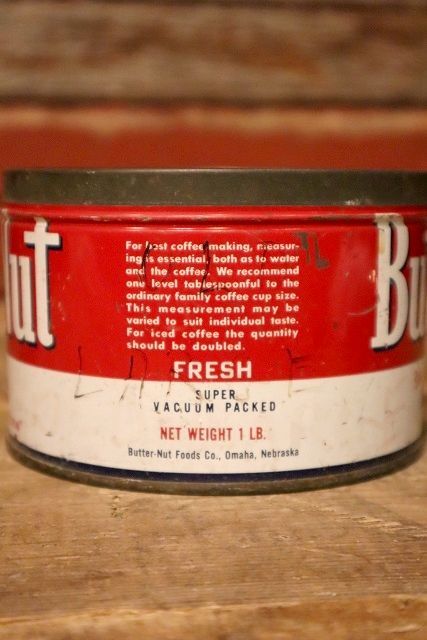 ut
Bu
For best coffee making, measur-
ing is essential, both as to water
and the coffee. We recommend
one level tablespoonful to the
ordinary family coffee cup size.
This measurement may be
varied to suit individual taste.
For iced coffee the quantity
should be doubled.
FRESH
SUPER
VACUUM PACKED
NET WEIGHT 1 LB.
Butter-Nut Foods Co., Omaha, Nebraska